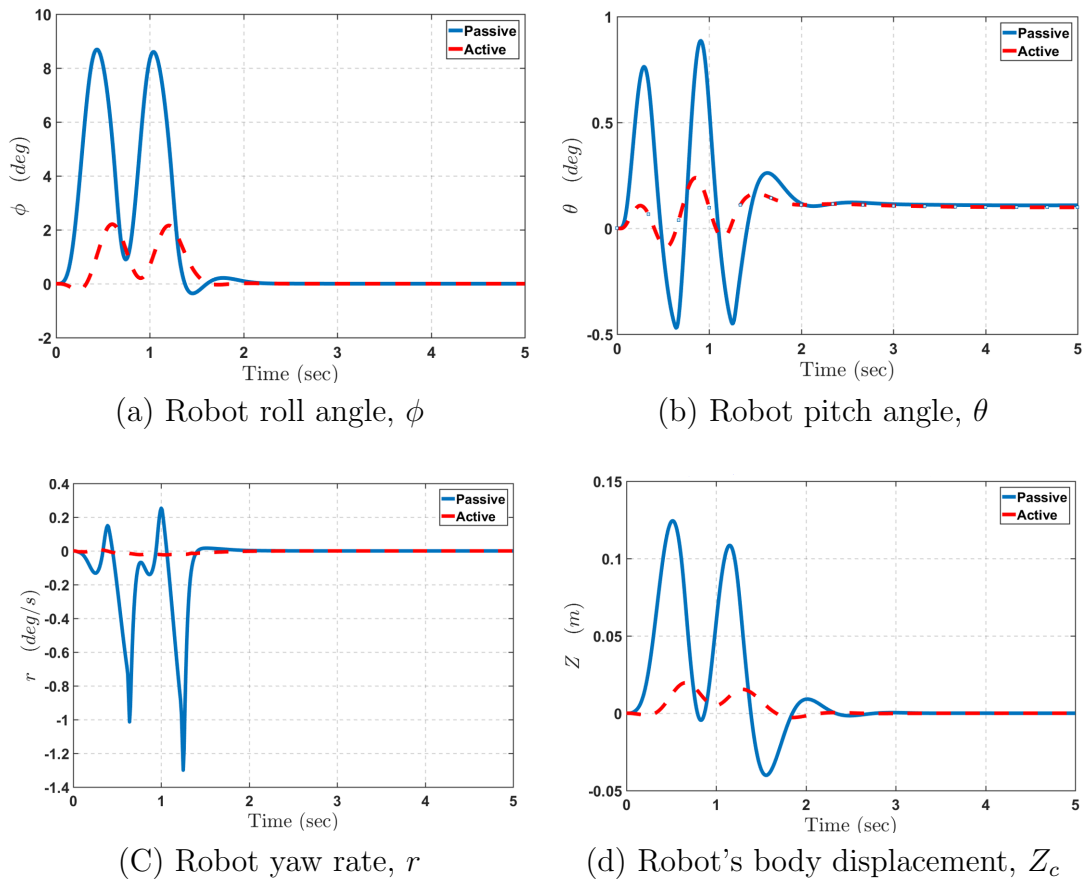 10
8
6
4
2
0
-2
ϕ (deg)
Passive
Active
0 1 2 3 4 5
Time (sec)
(a) Robot roll angle, ϕ
1
0.5
0
-0.5
θ (deg)
Passive
Active
0 1 2 3 4 5
Time (sec)
(b) Robot pitch angle, θ
0.4
0.2
0
-0.2
-0.4
-0.6
-0.8
-1
-1.2
-1.4
r (deg/s)
Passive
Active
0 1 2 3 4 5
Time (sec)
(C) Robot yaw rate, r
0.15
0.1
0.05
0
-0.05
Z (m)
Passive
Active
0 1 2 3 4 5
Time (sec)
(d) Robot's body displacement, Z_c